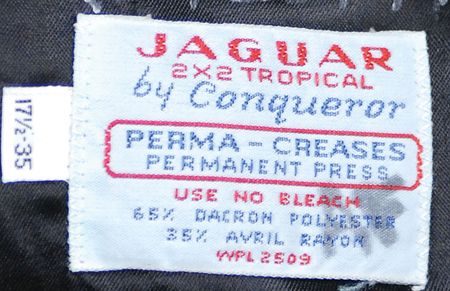 JAGUAR
2X2 TROPICAL
by Conqueror
PERMA - CREASES
PERMANENT PRESS
USE NO BLEACH
65% DACRON POLYESTER
35% AVRIL RAYON
WPL 2509
17½-35